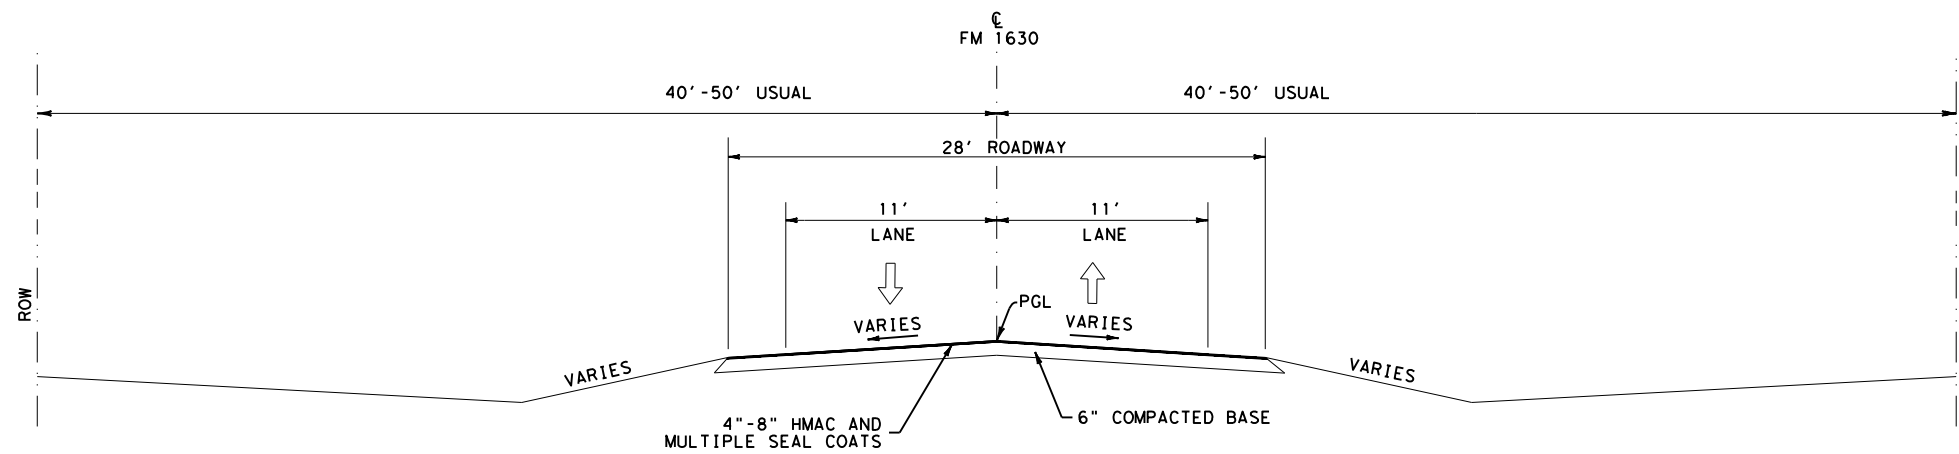 ℄
FM 1630
40'-50' USUAL
40'-50' USUAL
28' ROADWAY
11'
LANE
11'
LANE
ROW
PGL
VARIES
VARIES
VARIES
VARIES
4"-8" HMAC AND
MULTIPLE SEAL COATS
6" COMPACTED BASE